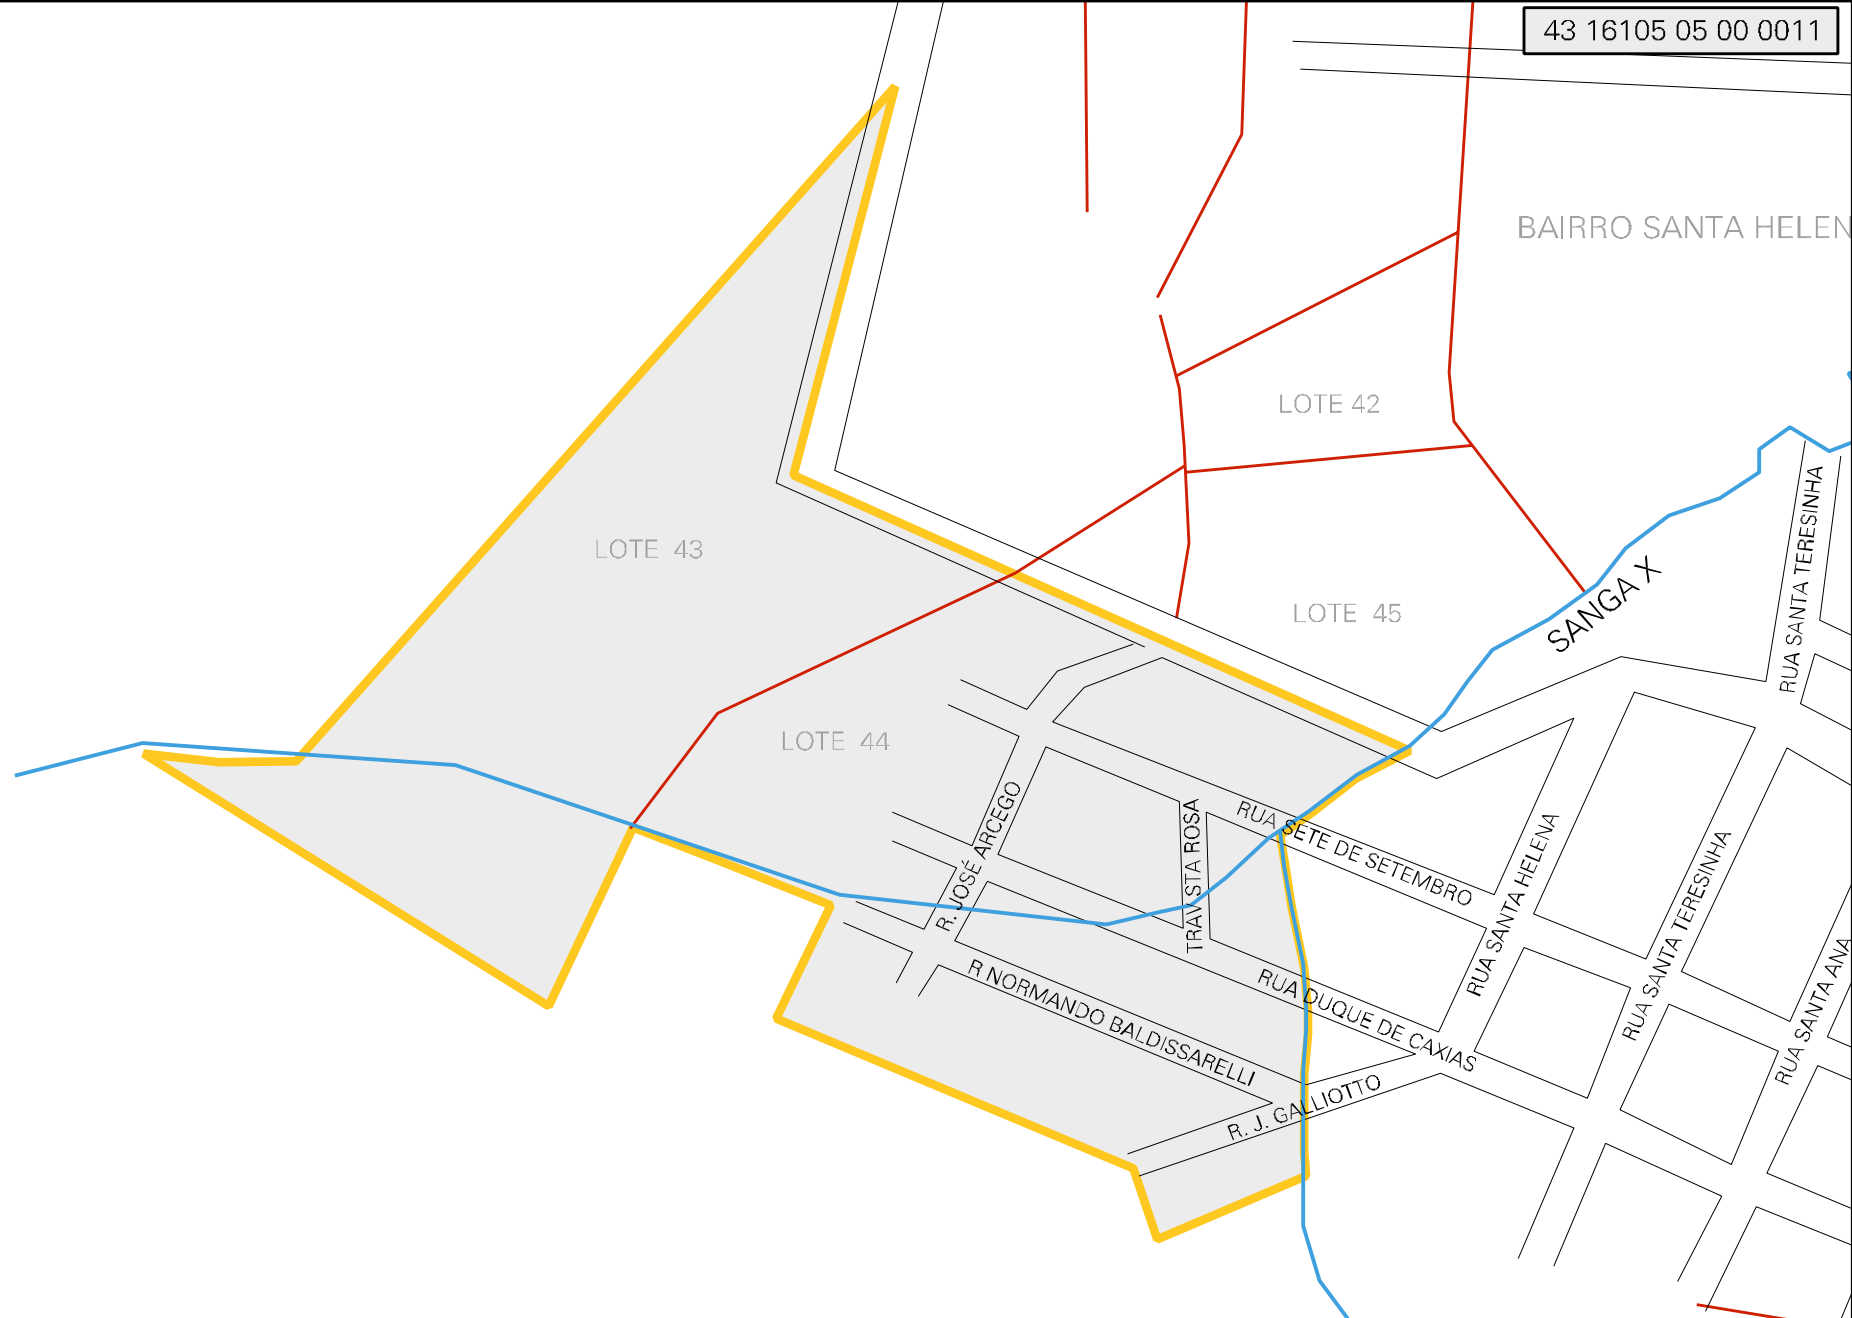 43 16105 05 00 0011
BAIRRO SANTA HELEN
LOTE 42
RUA SANTA TERESINHA
LOTE 43
SANGA X
LOTE 45
LOTE 44
R. JOSÉ ARCEGO
TRAV STA ROSA
RUA SETE DE SETEMBRO
RUA SANTA HELENA
RUA SANTA TERESINHA
RUA SANTA ANA
R NORMANDO BALDISSARELLI
RUA DUQUE DE CAXIAS
R. J. GALLIOTTO